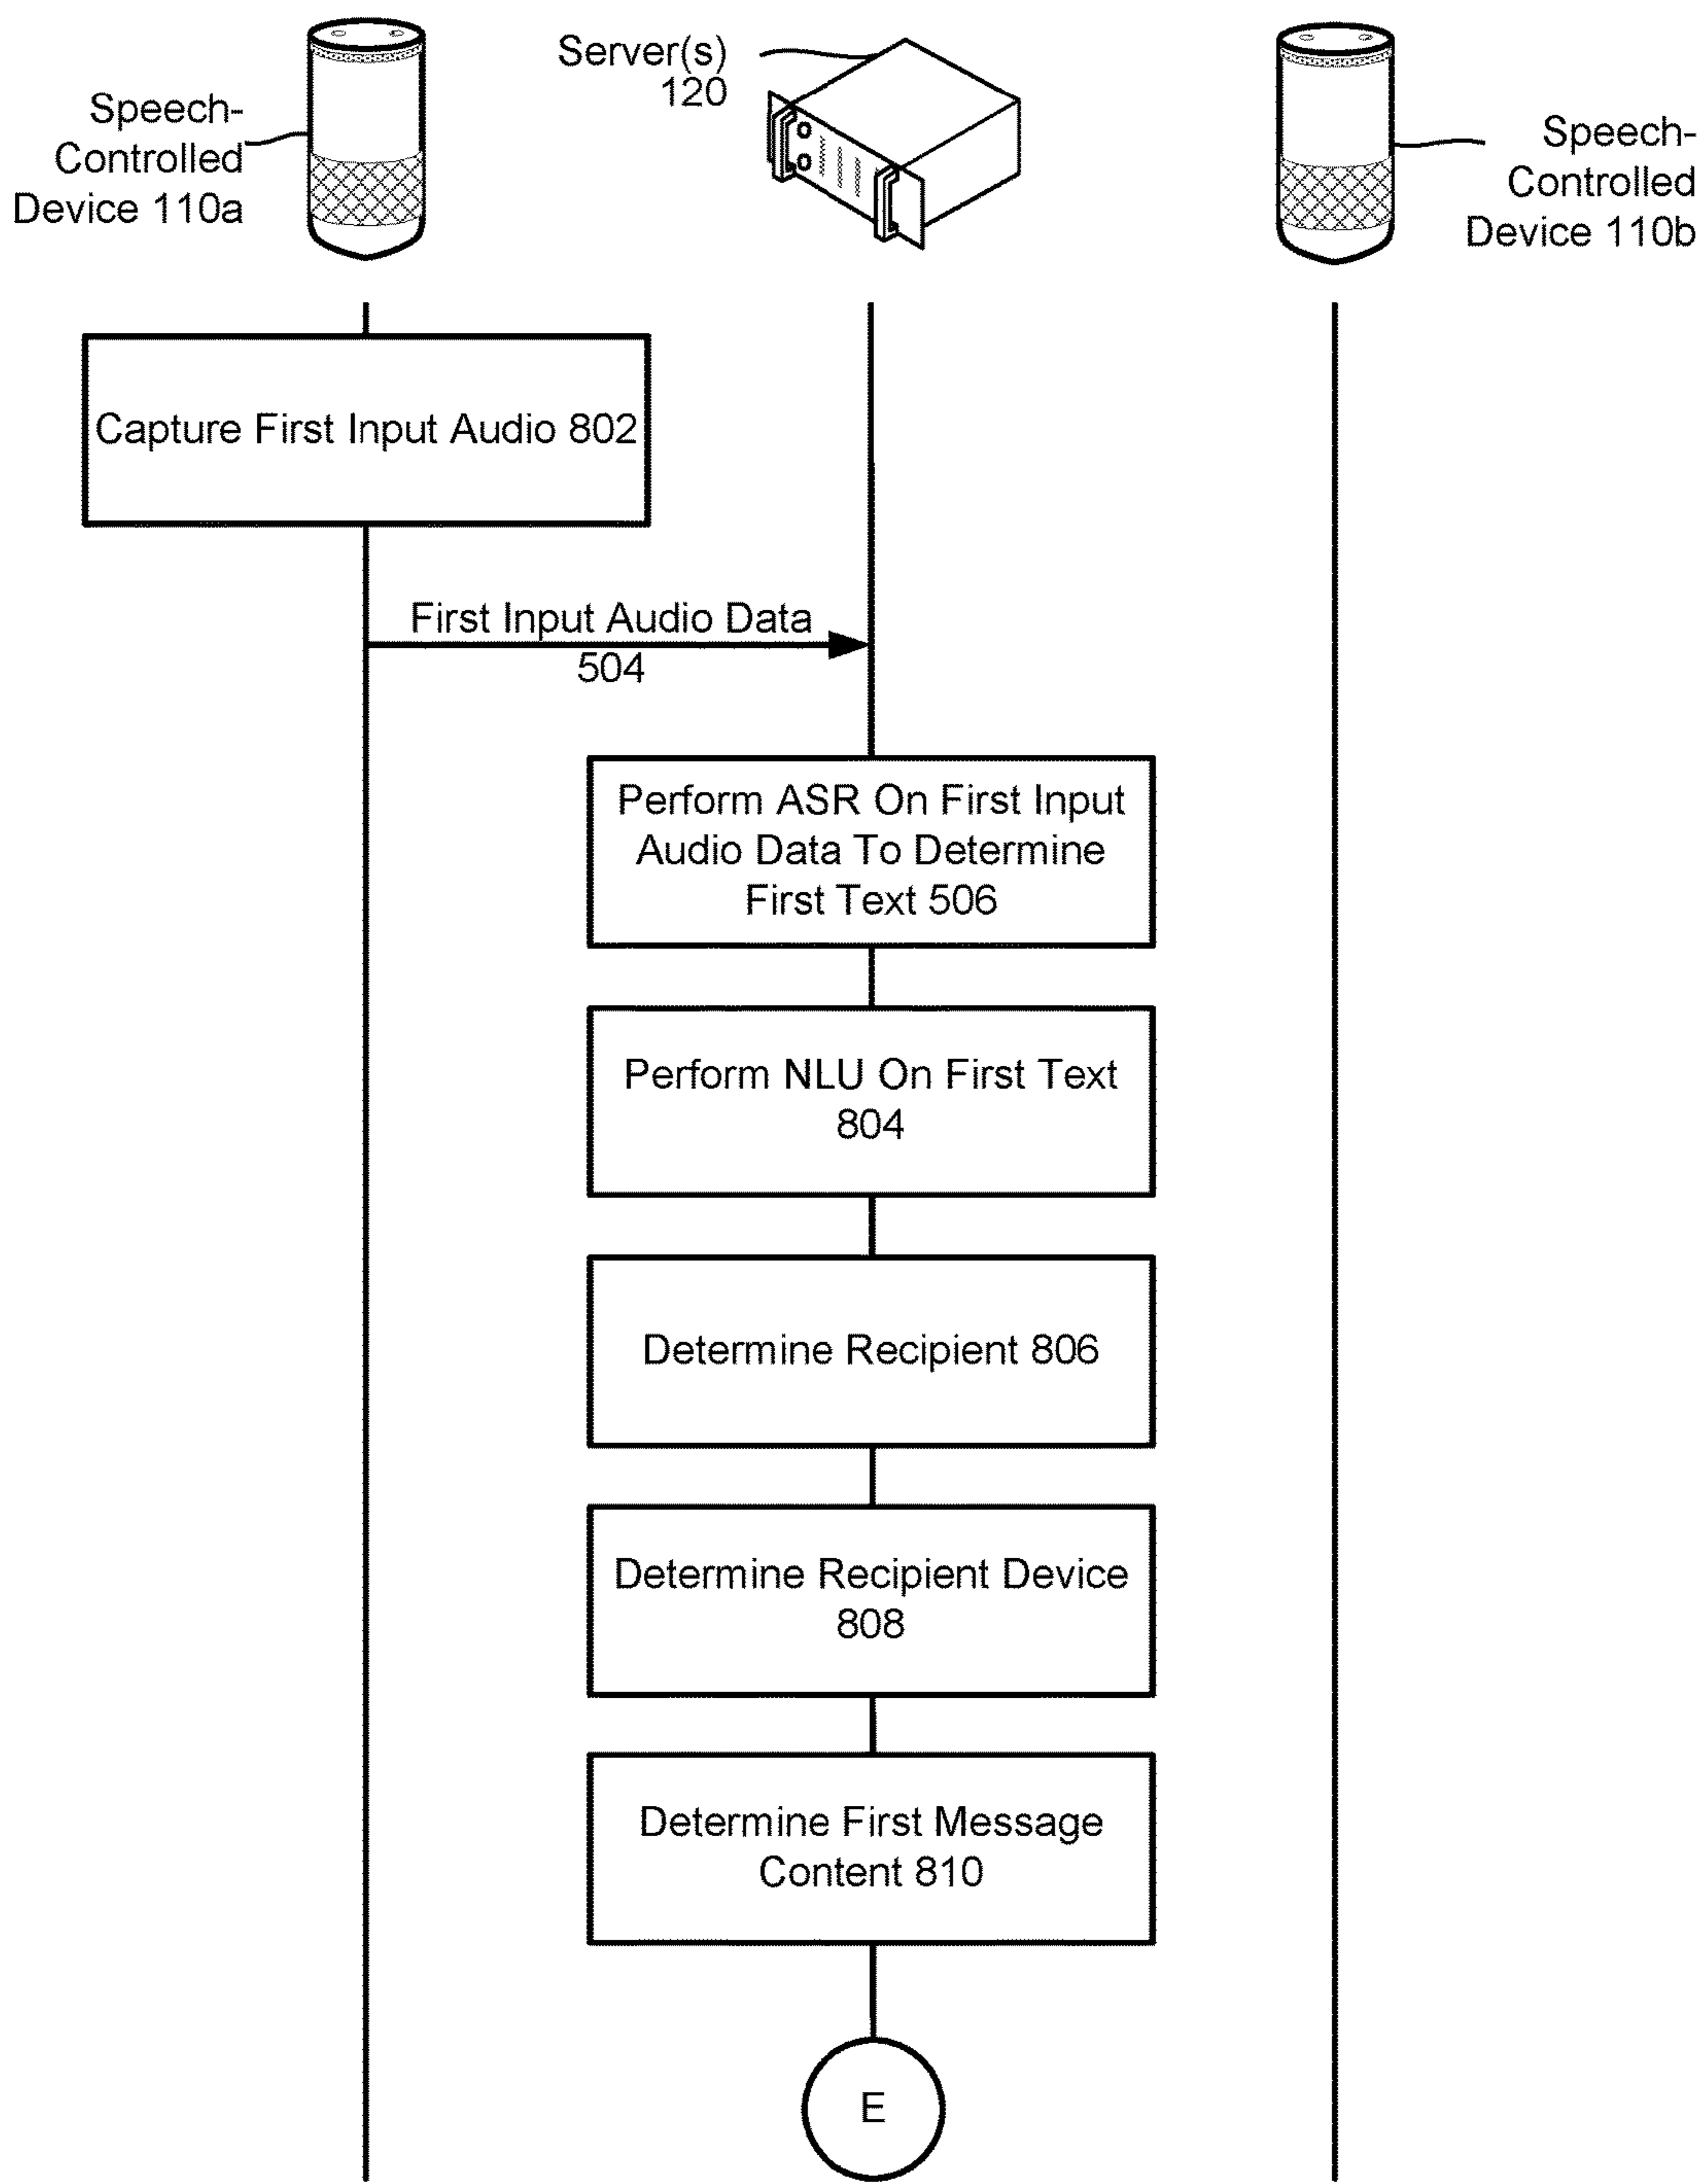 Speech-
Controlled
Device 110a
Server(s)
120
Speech-
Controlled
Device 110b
Capture First Input Audio 802
First Input Audio Data
504
Perform ASR On First Input
Audio Data To Determine
First Text 506
Perform NLU On First Text
804
Determine Recipient 806
Determine Recipient Device
808
Determine First Message
Content 810
E